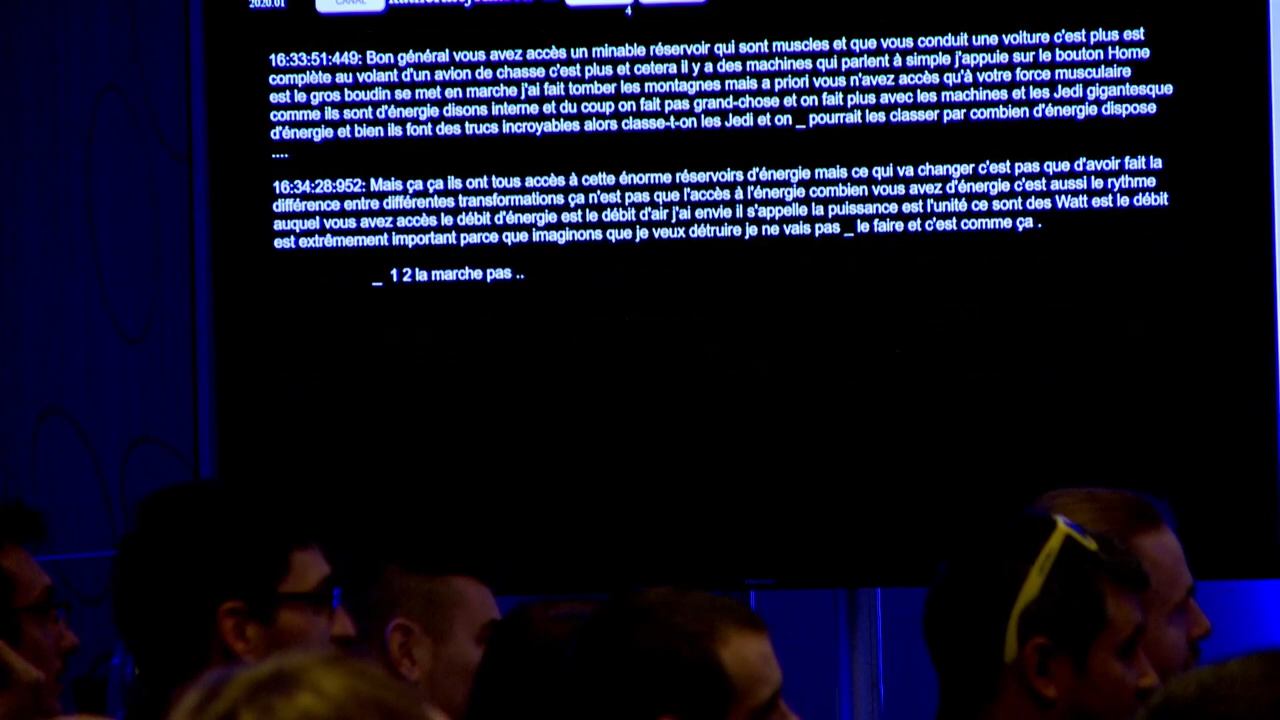 2020.01
CANAL
4
16:33:51:449: Bon général vous avez accès un minable réservoir qui sont muscles et que vous conduit une voiture c'est plus est
complète au volant d'un avion de chasse c'est plus et cetera il y a des machines qui parlent à simple j'appuie sur le bouton Home
est le gros boudin se met en marche j'ai fait tomber les montagnes mais a priori vous n'avez accès qu'à votre force musculaire
comme ils sont d'énergie disons interne et du coup on fait pas grand-chose et on fait plus avec les machines et les Jedi gigantesque
d'énergie et bien ils font des trucs incroyables alors classe-t-on les Jedi et on _ pourrait les classer par combien d'énergie dispose
....
16:34:28:952: Mais ça ça ils ont tous accès à cette énorme réservoirs d'énergie mais ce qui va changer c'est pas que d'avoir fait la
différence entre différentes transformations ça n'est pas que l'accès à l'énergie combien vous avez d'énergie c'est aussi le rythme
auquel vous avez accès le débit d'énergie est le débit d'air j'ai envie il s'appelle la puissance est l'unité ce sont des Watt est le débit
est extrêmement important parce que imaginons que je veux détruire je ne vais pas _ le faire et c'est comme ça .
_ 1 2 la marche pas ..